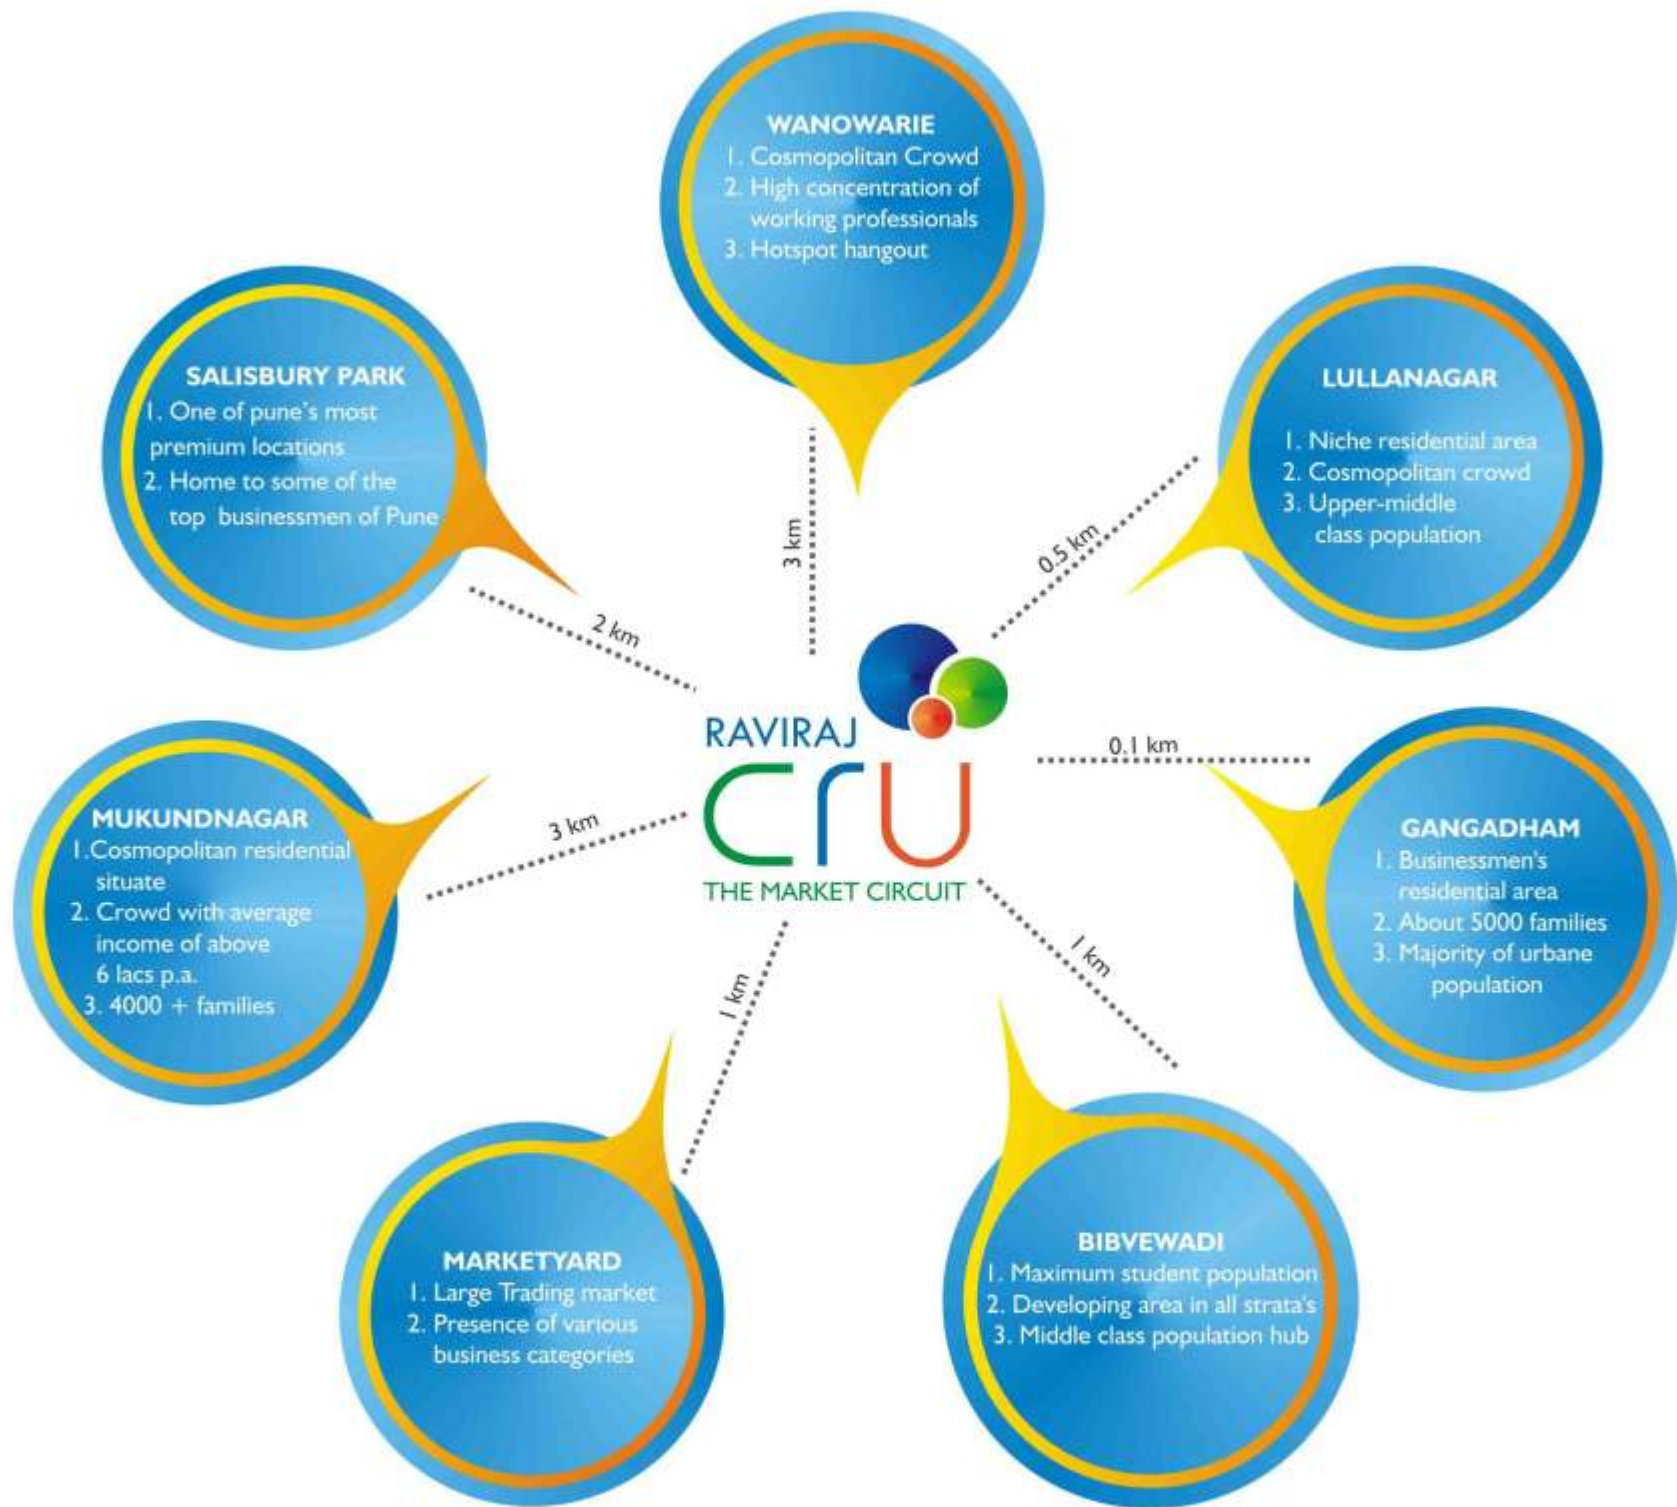 WANOWARIE
1. Cosmopolitan Crowd
2. High concentration of
working professionals
3. Hotspot hangout
SALISBURY PARK
1. One of pune's most
premium locations
2. Home to some of the
top businessmen of Pune
LULLANAGAR
1. Niche residential area
2. Cosmopolitan crowd
3. Upper-middle
class population
3 km
0.5 km
2 km
RAVIRAJ
cru
THE MARKET CIRCUIT
0.1 km
3 km
1 km
1 km
MUKUNDNAGAR
1.Cosmopolitan residential
situate
2. Crowd with average
income of above
6 lacs p.a.
3. 4000 + families
GANGADHAM
1. Businessmen's
residential area
2. About 5000 families
3. Majority of urbane
population
MARKETYARD
1. Large Trading market
2. Presence of various
business categories
BIBVEWADI
1. Maximum student population
2. Developing area in all strata's
3. Middle class population hub